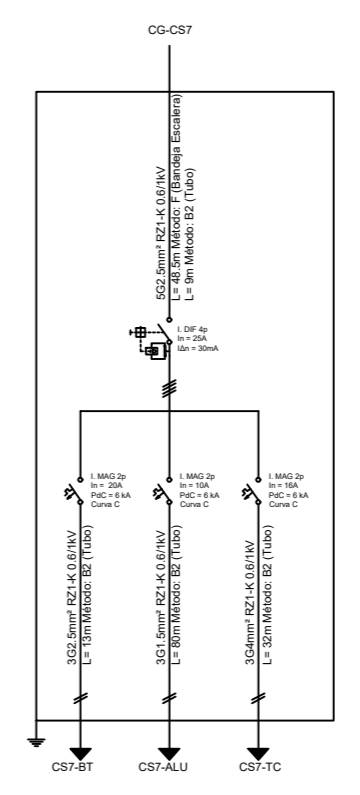 CG-CS7
5G2.5mm² RZ1-K 0.6/1kV
L= 48.5m Método: F (Bandeja Escalera)
L= 9m Método: B2 (Tubo)
I. DIF 4p
In = 25A
IΔn = 30mA
I. MAG 2p
In = 20A
PdC = 6 kA
Curva C
I. MAG 2p
In = 10A
PdC = 6 kA
Curva C
I. MAG 2p
In = 16A
PdC = 6 kA
Curva C
3G2.5mm² RZ1-K 0.6/1kV
L= 13m Método: B2 (Tubo)
3G1.5mm² RZ1-K 0.6/1kV
L= 80m Método: B2 (Tubo)
3G4mm² RZ1-K 0.6/1kV
L= 32m Método: B2 (Tubo)
CS7-BT
CS7-ALU
CS7-TC